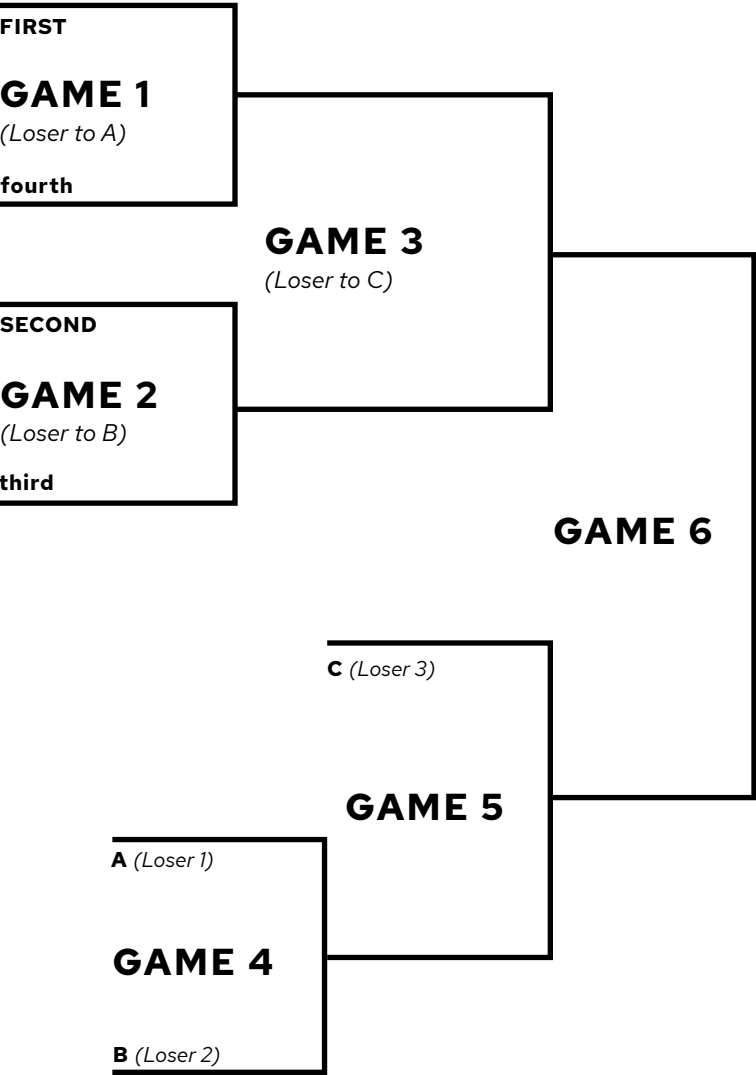 FIRST
GAME 1
(Loser to A)
fourth
GAME 3
(Loser to C)
SECOND
GAME 2
(Loser to B)
third
GAME 6
C (Loser 3)
GAME 5
A (Loser 1)
GAME 4
B (Loser 2)